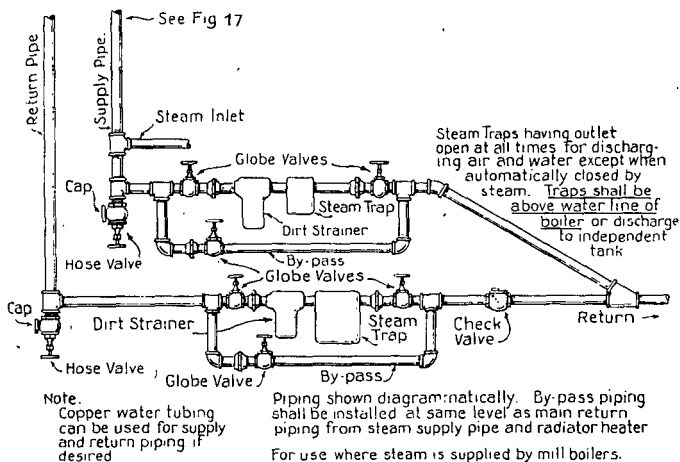 See Fig 17
Return Pipe
Supply Pipe.
Steam Inlet
Globe Valves
Steam Traps having outlet
open at all times for discharg-
ing air and water except when
automatically closed by
steam. Traps shall be
above water line of
boiler or discharge
to independent
tank
Cap
Steam Trap
Dirt Strainer
Hose Valve
By-pass
Globe Valves
Cap
Dirt Strainer
Steam
Trap
Check
Valve
Return
Hose Valve
Globe Valve
By-pass
Note.
Copper water tubing
can be used for supply
and return piping if
desired
Piping shown diagrammatically. By-pass piping
shall be installed at same level as main return
piping from steam supply pipe and radiator heater
For use where steam is supplied by mill boilers.